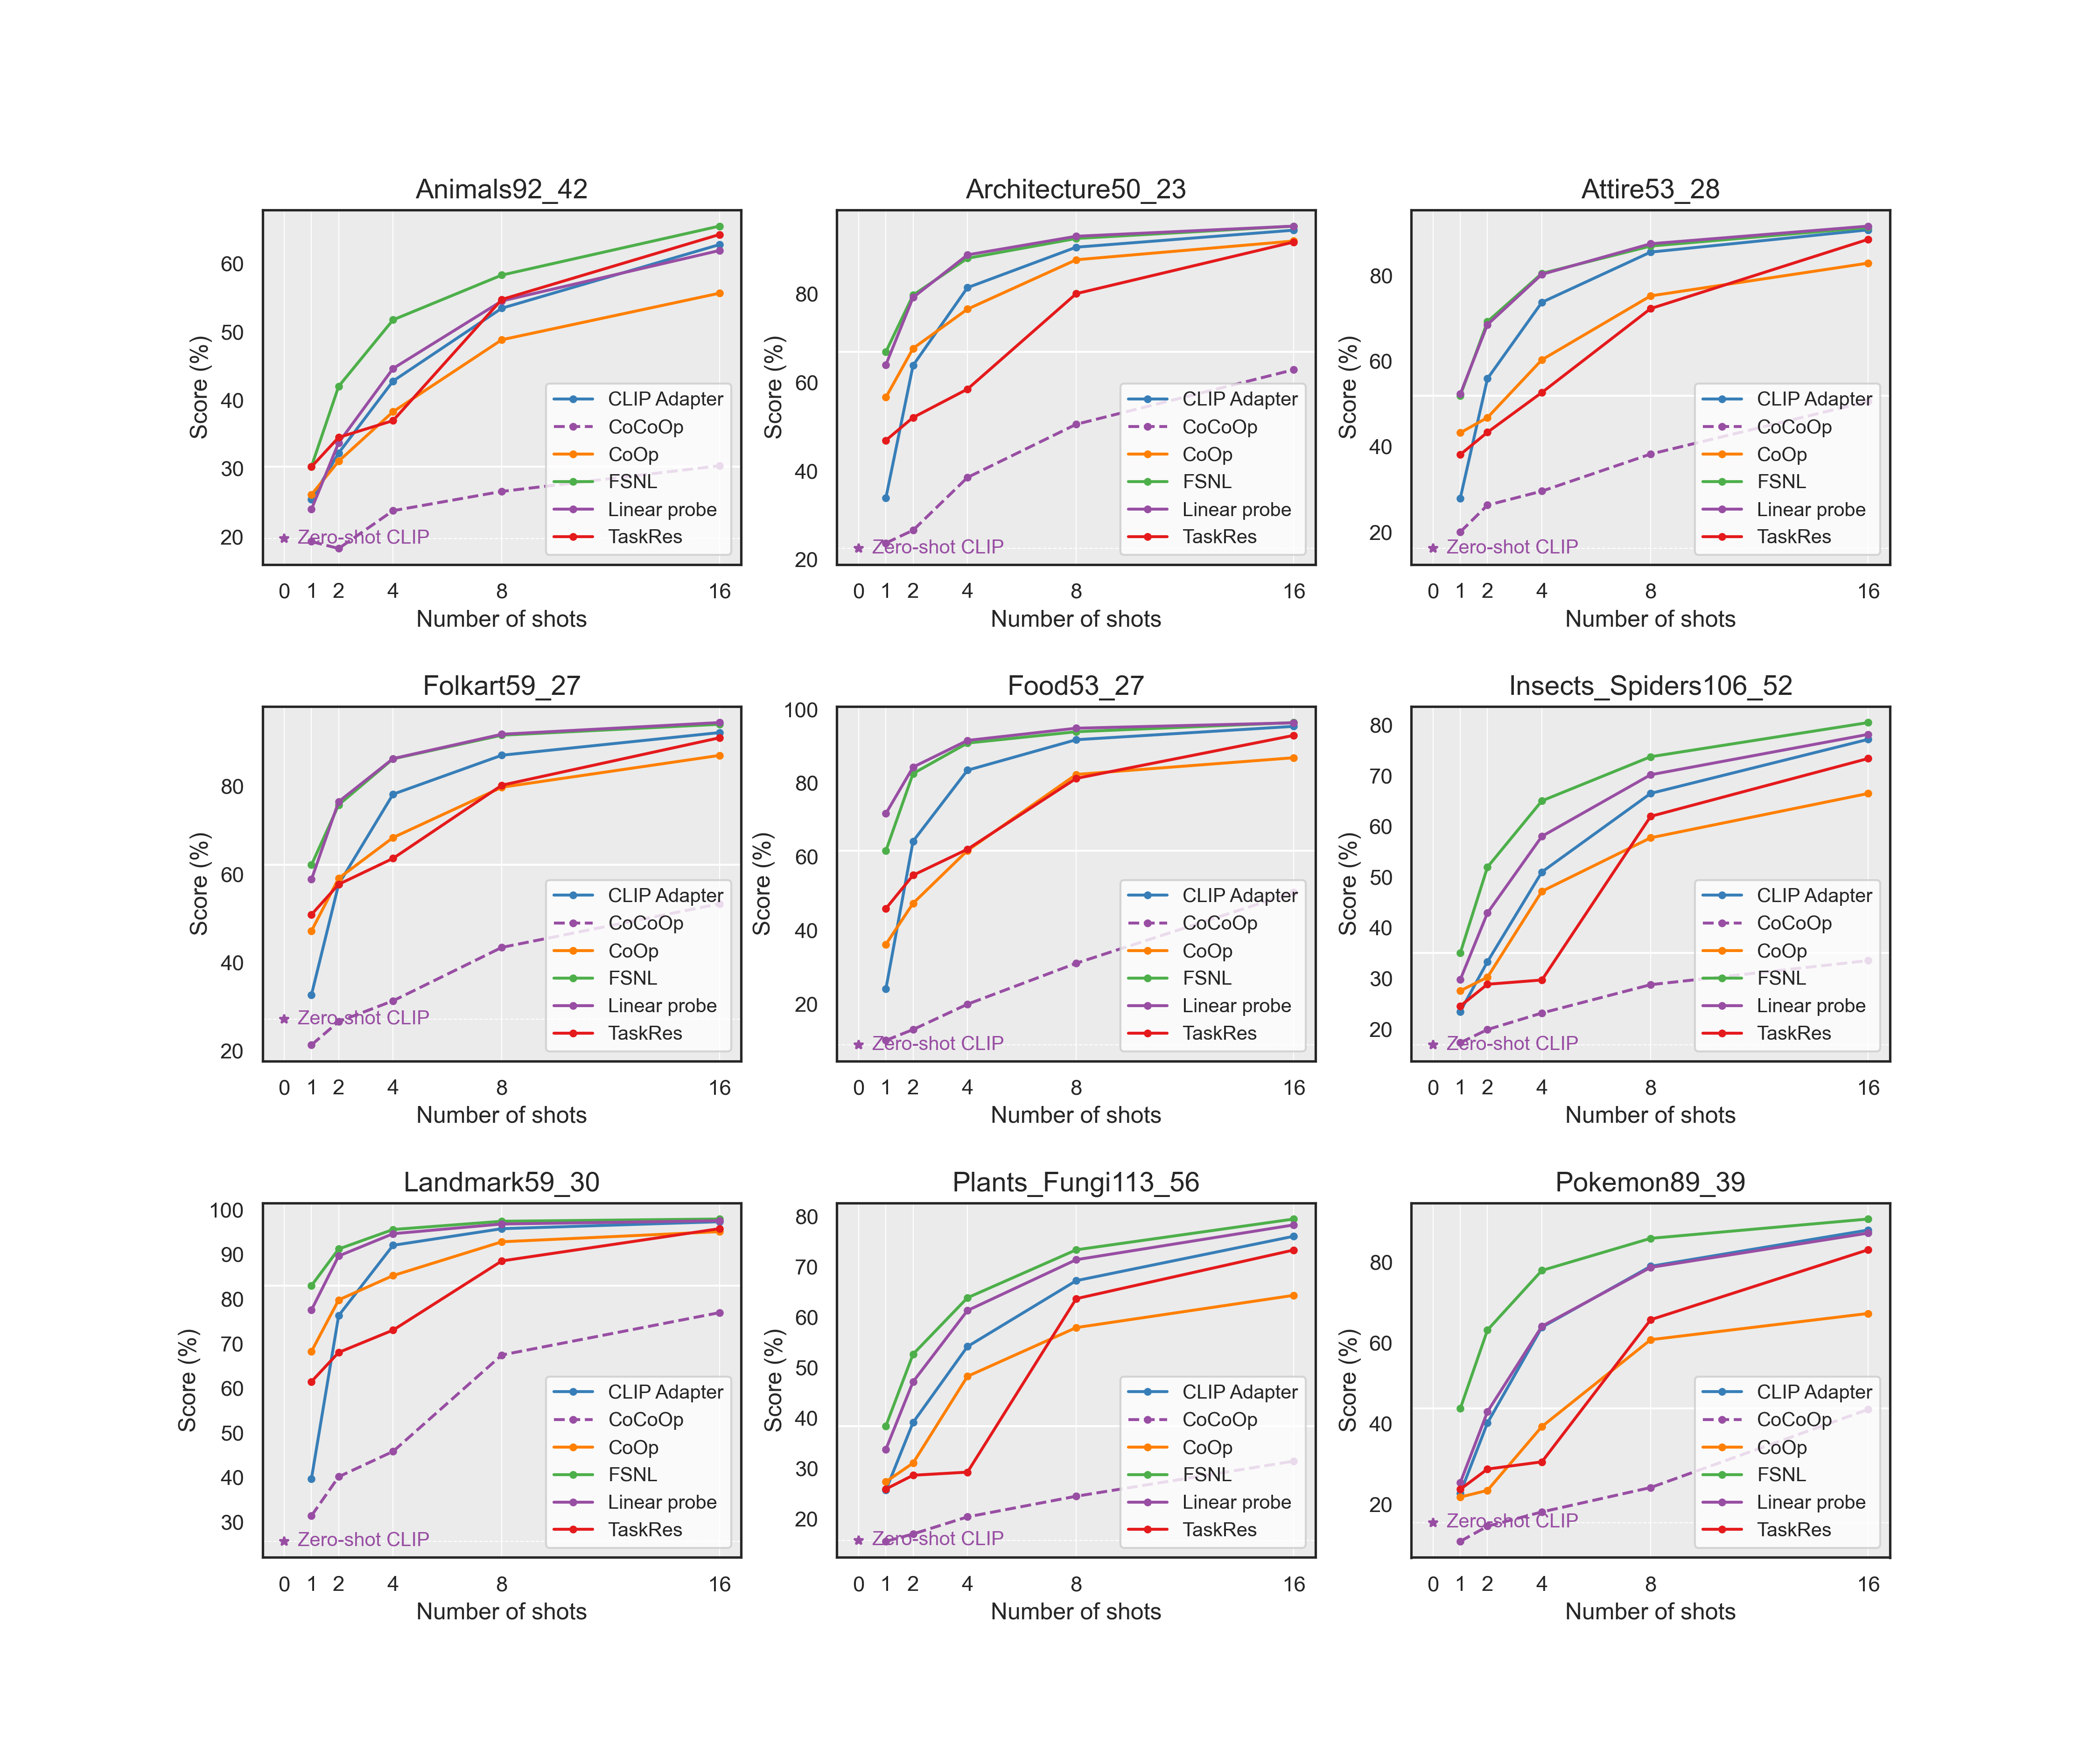 Animals92_42
Score (%)
60
50
40
30
20
Zero-shot CLIP
CLIP Adapter
CoCoOp
CoOp
FSNL
Linear probe
TaskRes
0 1 2 4 8 16
Number of shots
Architecture50_23
Score (%)
80
60
40
20
Zero-shot CLIP
CLIP Adapter
CoCoOp
CoOp
FSNL
Linear probe
TaskRes
0 1 2 4 8 16
Number of shots
Attire53_28
Score (%)
80
60
40
20
Zero-shot CLIP
CLIP Adapter
CoCoOp
CoOp
FSNL
Linear probe
TaskRes
0 1 2 4 8 16
Number of shots
Folkart59_27
Score (%)
80
60
40
20
Zero-shot CLIP
CLIP Adapter
CoCoOp
CoOp
FSNL
Linear probe
TaskRes
0 1 2 4 8 16
Number of shots
Food53_27
Score (%)
100
80
60
40
20
Zero-shot CLIP
CLIP Adapter
CoCoOp
CoOp
FSNL
Linear probe
TaskRes
0 1 2 4 8 16
Number of shots
Insects_Spiders106_52
Score (%)
80
70
60
50
40
30
20
Zero-shot CLIP
CLIP Adapter
CoCoOp
CoOp
FSNL
Linear probe
TaskRes
0 1 2 4 8 16
Number of shots
Landmark59_30
Score (%)
100
90
80
70
60
50
40
30
Zero-shot CLIP
CLIP Adapter
CoCoOp
CoOp
FSNL
Linear probe
TaskRes
0 1 2 4 8 16
Number of shots
Plants_Fungi113_56
Score (%)
80
70
60
50
40
30
20
Zero-shot CLIP
CLIP Adapter
CoCoOp
CoOp
FSNL
Linear probe
TaskRes
0 1 2 4 8 16
Number of shots
Pokemon89_39
Score (%)
80
60
40
20
Zero-shot CLIP
CLIP Adapter
CoCoOp
CoOp
FSNL
Linear probe
TaskRes
0 1 2 4 8 16
Number of shots